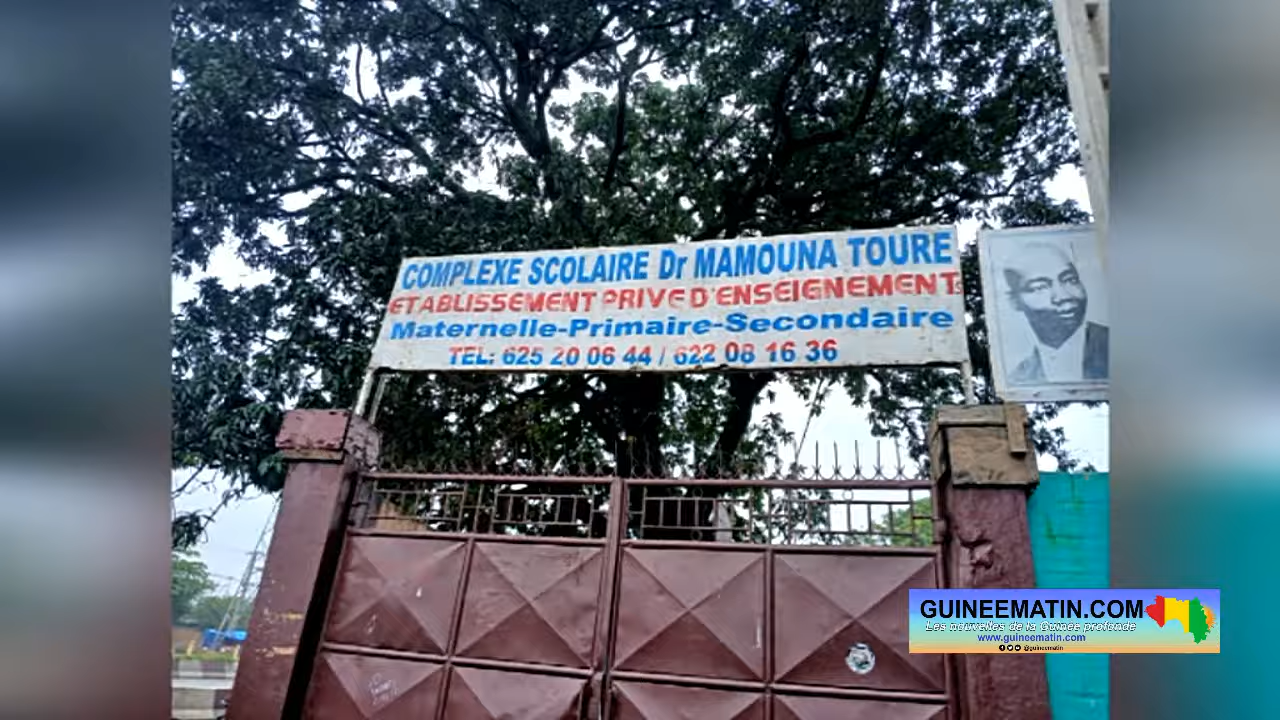 COMPLEXE SCOLAIRE Dr MAMOUNA TOURE
ETABLISSEMENT PRIVE D'ENSEIGNEMENT
Maternelle-Primaire-Secondaire
TEL: 625 20 06 44 / 622 08 16 36
GUINEEMATIN.COM
Les nouvelles de la Guinée profonde
www.guineematin.com
@guineematin